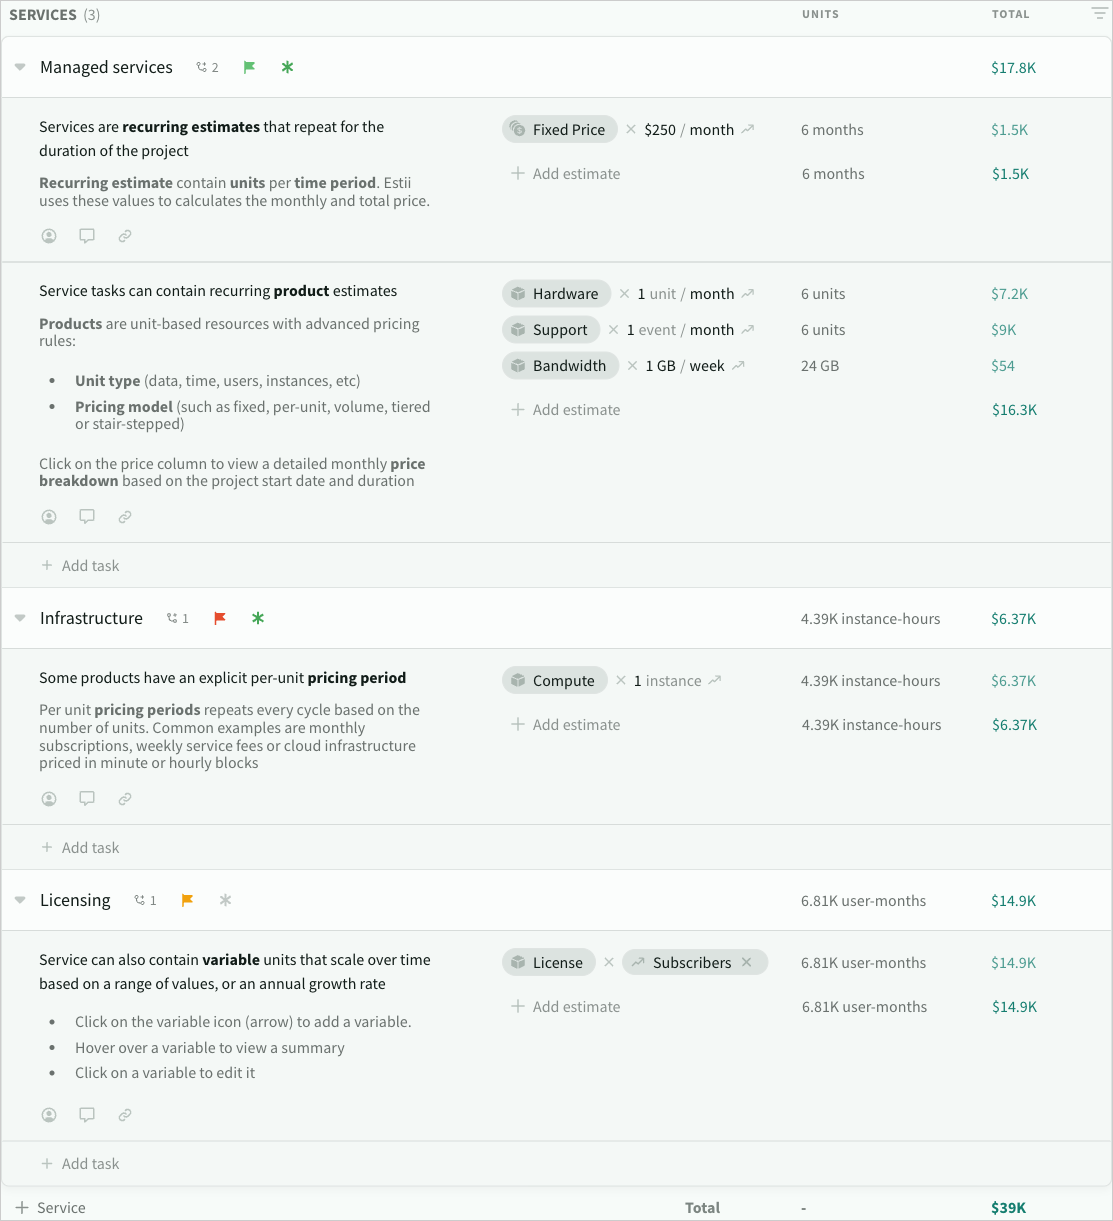 SERVICES (3) UNITS TOTAL
Managed services 2 $17.8K
Services are recurring estimates that repeat for the
duration of the project
Recurring estimate contain units per time period. Estii
uses these values to calculates the monthly and total price.
Fixed Price × $250 / month 6 months $1.5K
+ Add estimate 6 months $1.5K
Service tasks can contain recurring product estimates
Products are unit-based resources with advanced pricing
rules:
• Unit type (data, time, users, instances, etc)
• Pricing model (such as fixed, per-unit, volume, tiered
or stair-stepped)
Click on the price column to view a detailed monthly price
breakdown based on the project start date and duration
Hardware × 1 unit / month 6 units $7.2K
Support × 1 event / month 6 units $9K
Bandwidth × 1 GB / week 24 GB $54
+ Add estimate $16.3K
+ Add task
Infrastructure 1 4.39K instance-hours $6.37K
Some products have an explicit per-unit pricing period
Per unit pricing periods repeats every cycle based on the
number of units. Common examples are monthly
subscriptions, weekly service fees or cloud infrastructure
priced in minute or hourly blocks
Compute × 1 instance 4.39K instance-hours $6.37K
+ Add estimate 4.39K instance-hours $6.37K
+ Add task
Licensing 1 6.81K user-months $14.9K
Service can also contain variable units that scale over time
based on a range of values, or an annual growth rate
• Click on the variable icon (arrow) to add a variable.
• Hover over a variable to view a summary
• Click on a variable to edit it
License × Subscribers × 6.81K user-months $14.9K
+ Add estimate 6.81K user-months $14.9K
+ Add task
+ Service Total - $39K